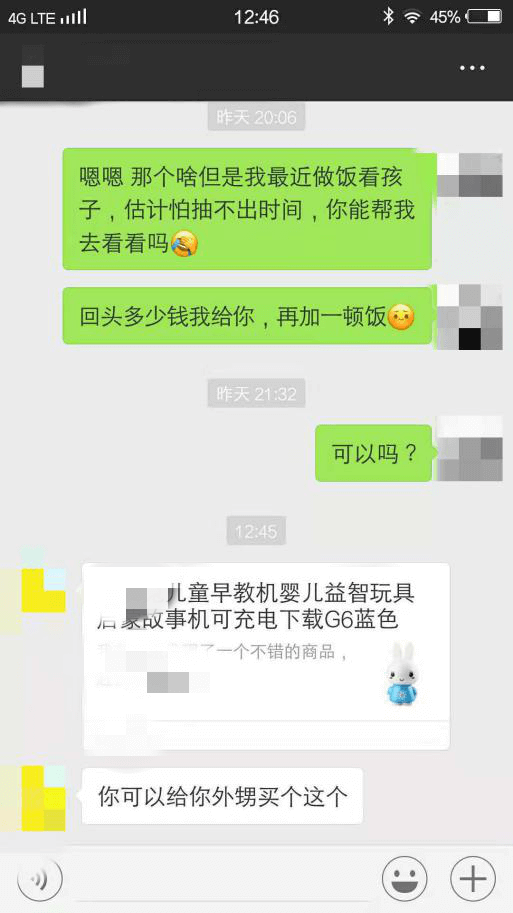 4G LTE 12:46 45%
昨天 20:06
嗯嗯 那个啥但是我最近做饭看孩
子，估计怕抽不出时间，你能帮我
去看看吗
回头多少钱我给你，再加一顿饭
昨天 21:32
可以吗？
12:45
儿童早教机婴儿益智玩具
启蒙故事机可充电下载G6蓝色
了一个不错的商品，
你可以给你外甥买个这个